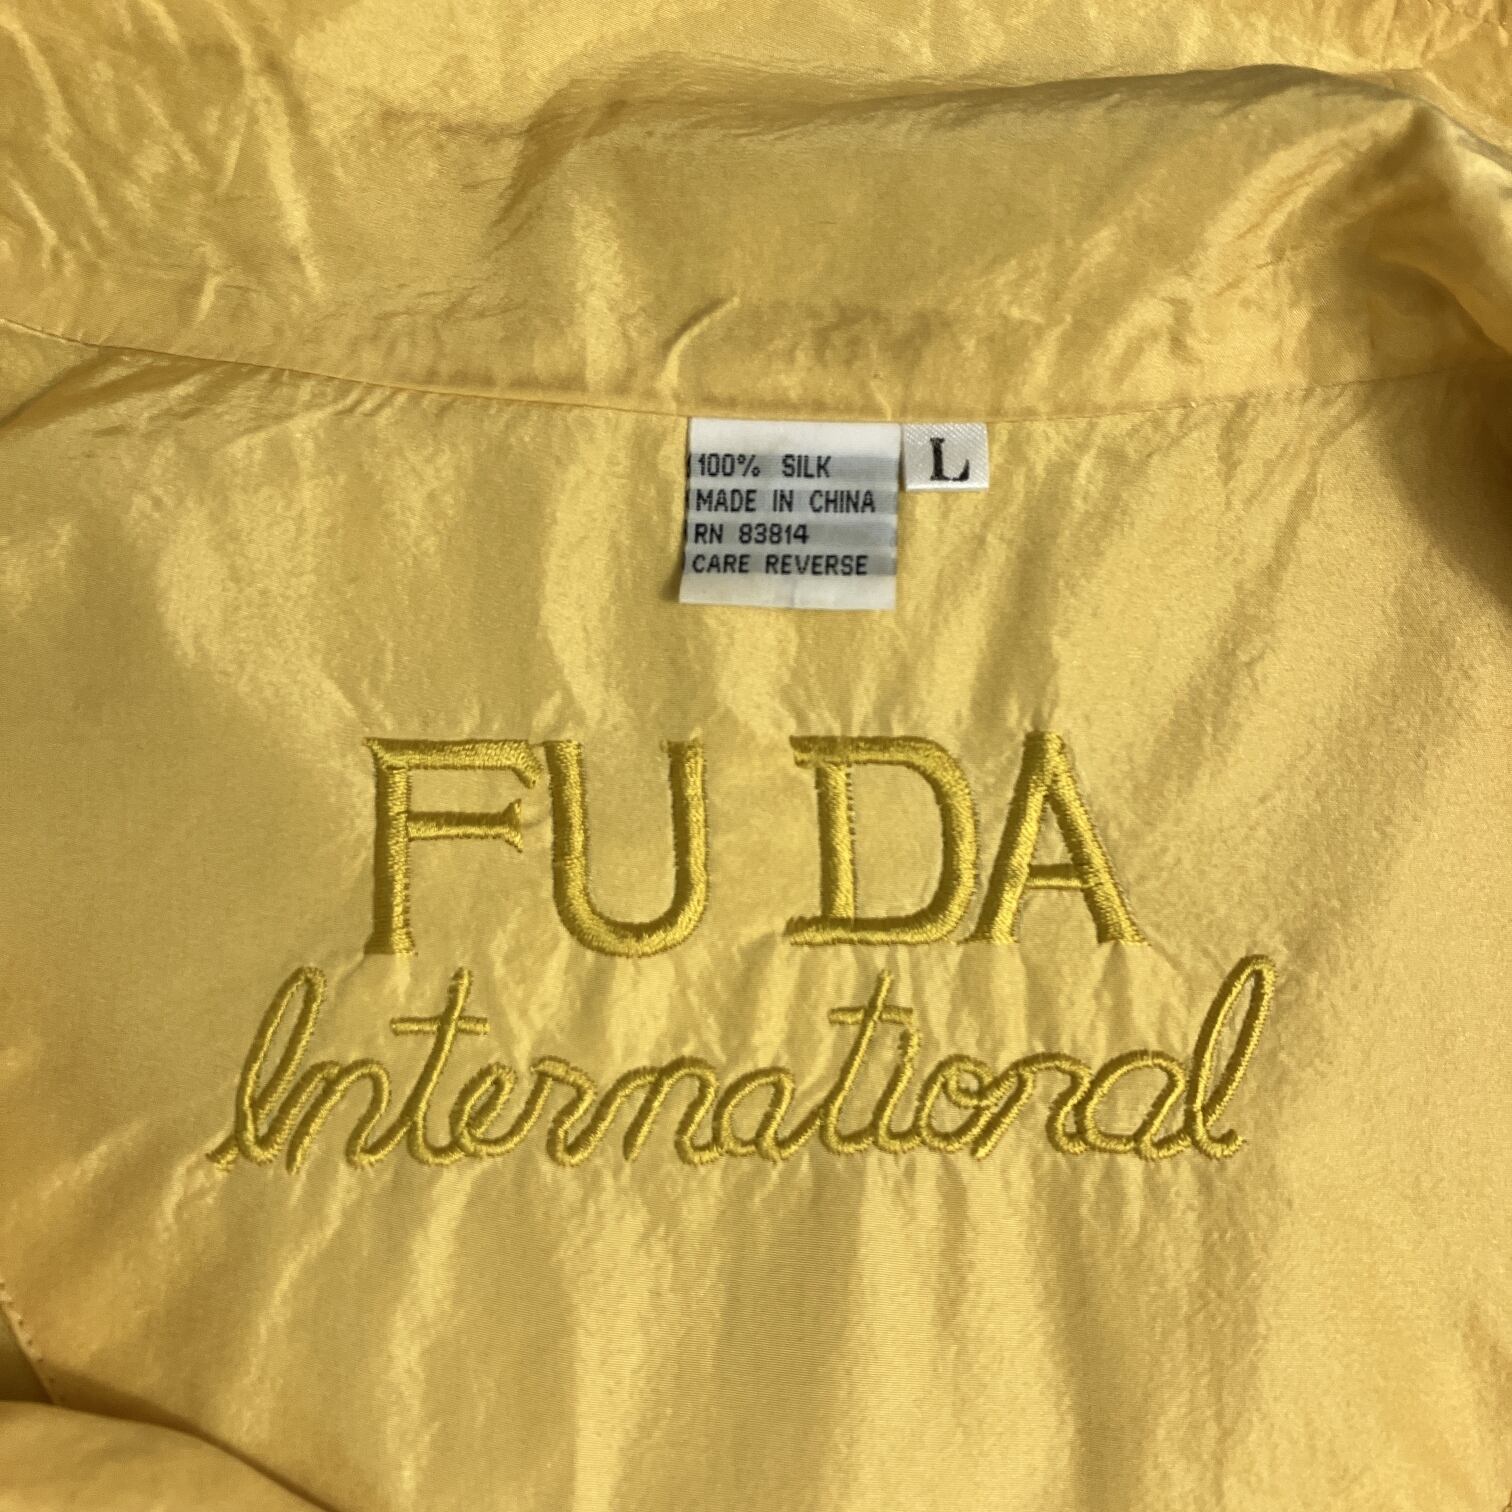 100% SILK
MADE IN CHINA
RN 83814
CARE REVERSE
L
FU DA
International